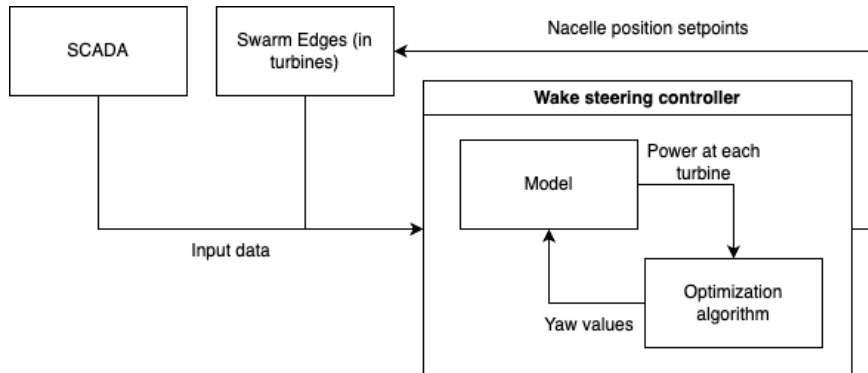 SCADA
Swarm Edges (in
turbines)
Nacelle position setpoints
Wake steering controller
Model
Power at each
turbine
Input data
Optimization
algorithm
Yaw values